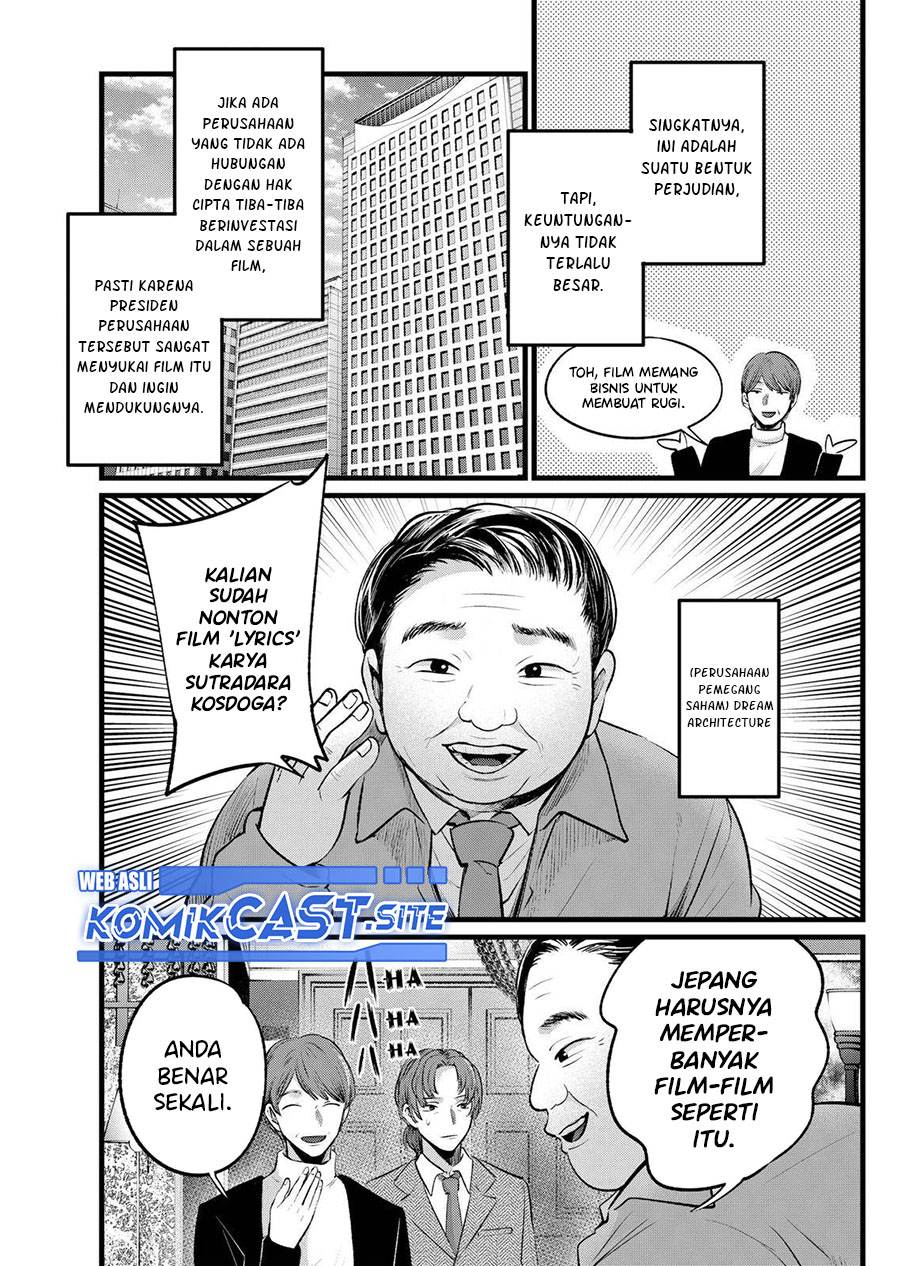 SINGKATNYA,
INI ADALAH
SUATU BENTUK
PERJUDIAN,
TAPI,
KEUNTUNGAN-
NYA TIDAK
TERLALU
BESAR.
TOH, FILM MEMANG
BISNIS UNTUK
MEMBUAT RUGI.
JIKA ADA
PERUSAHAAN
YANG TIDAK ADA
HUBUNGAN
DENGAN HAK
CIPTA TIBA-TIBA
BERINVESTASI
DALAM SEBUAH
FILM,
PASTI KARENA
PRESIDEN
PERUSAHAAN
TERSEBUT SANGAT
MENYUKAI FILM ITU
DAN INGIN
MENDUKUNGNYA.
(PERUSAHAAN
PEMEGANG
SAHAM) DREAM
ARCHITECTURE
KALIAN
SUDAH
NONTON
FILM 'LYRICS'
KARYA
SUTRADARA
KOSDOGA?
WEB ASLI
KOMIKCAST.SITE
JEPANG
HARUSNYA
MEMPER-
BANYAK
FILM-FILM
SEPERTI
ITU.
ハハハ
HA
HA
HA
ANDA
BENAR
SEKALI.